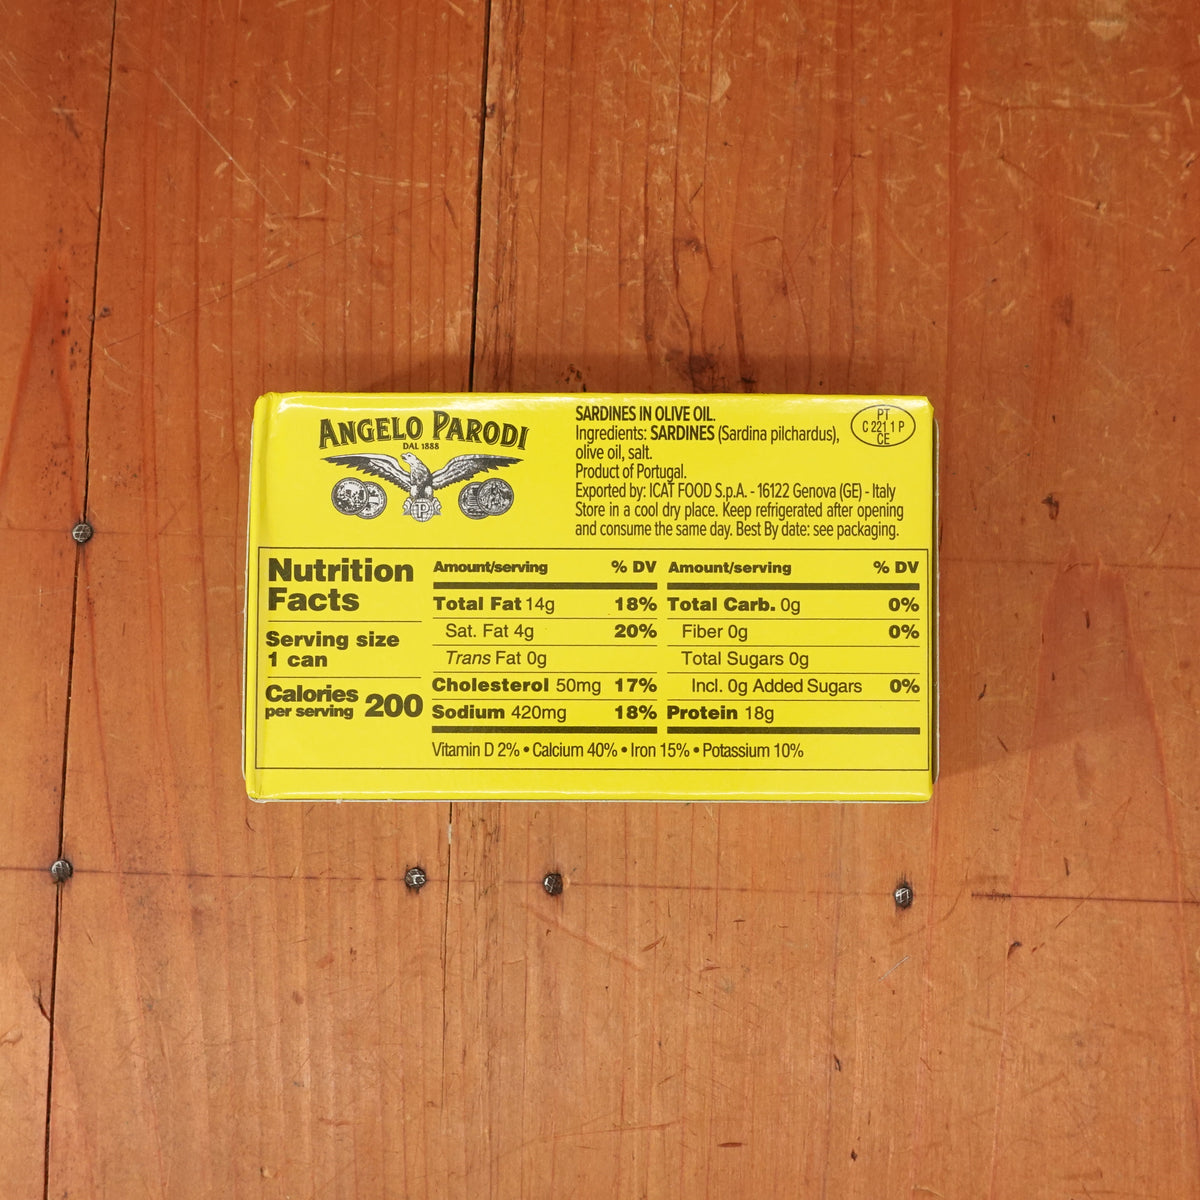 ANGELO PARODI
DAL 1888
P
SARDINES IN OLIVE OIL.
Ingredients: SARDINES (Sardina pilchardus),
olive oil, salt.
Product of Portugal.
Exported by: ICAT FOOD S.p.A. - 16122 Genova (GE) - Italy
Store in a cool dry place. Keep refrigerated after opening
and consume the same day. Best By date: see packaging.
PT
C 221 1 P
CE
Nutrition
Facts
Serving size
1 can
Calories
per serving 200
Amount/serving % DV
Total Fat 14g 18%
Sat. Fat 4g 20%
Trans Fat 0g
Cholesterol 50mg 17%
Sodium 420mg 18%
Amount/serving % DV
Total Carb. 0g 0%
Fiber 0g 0%
Total Sugars 0g
Incl. 0g Added Sugars 0%
Protein 18g
Vitamin D 2% • Calcium 40% • Iron 15% • Potassium 10%